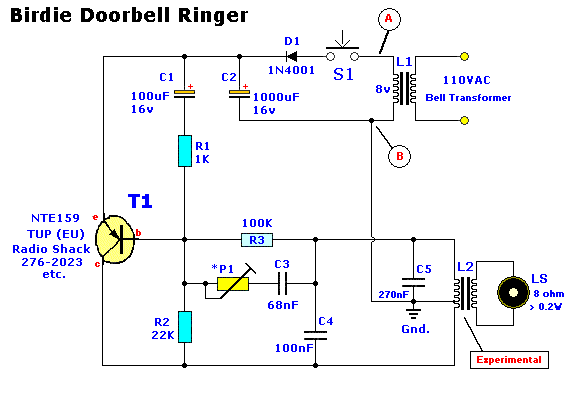 Birdie Doorbell Ringer
A
D1
1N4001
S1
L1
8v
110VAC
Bell Transformer
C1
100uF
16v
+
C2
1000uF
16v
+
B
R1
1K
T1
NTE159
TUP (EU)
Radio Shack
276-2023
etc.
e
b
c
100K
R3
*P1
C3
68nF
C5
270nF
L2
LS
8 ohm
> 0.2W
R2
22K
C4
100nF
Gnd.
Experimental